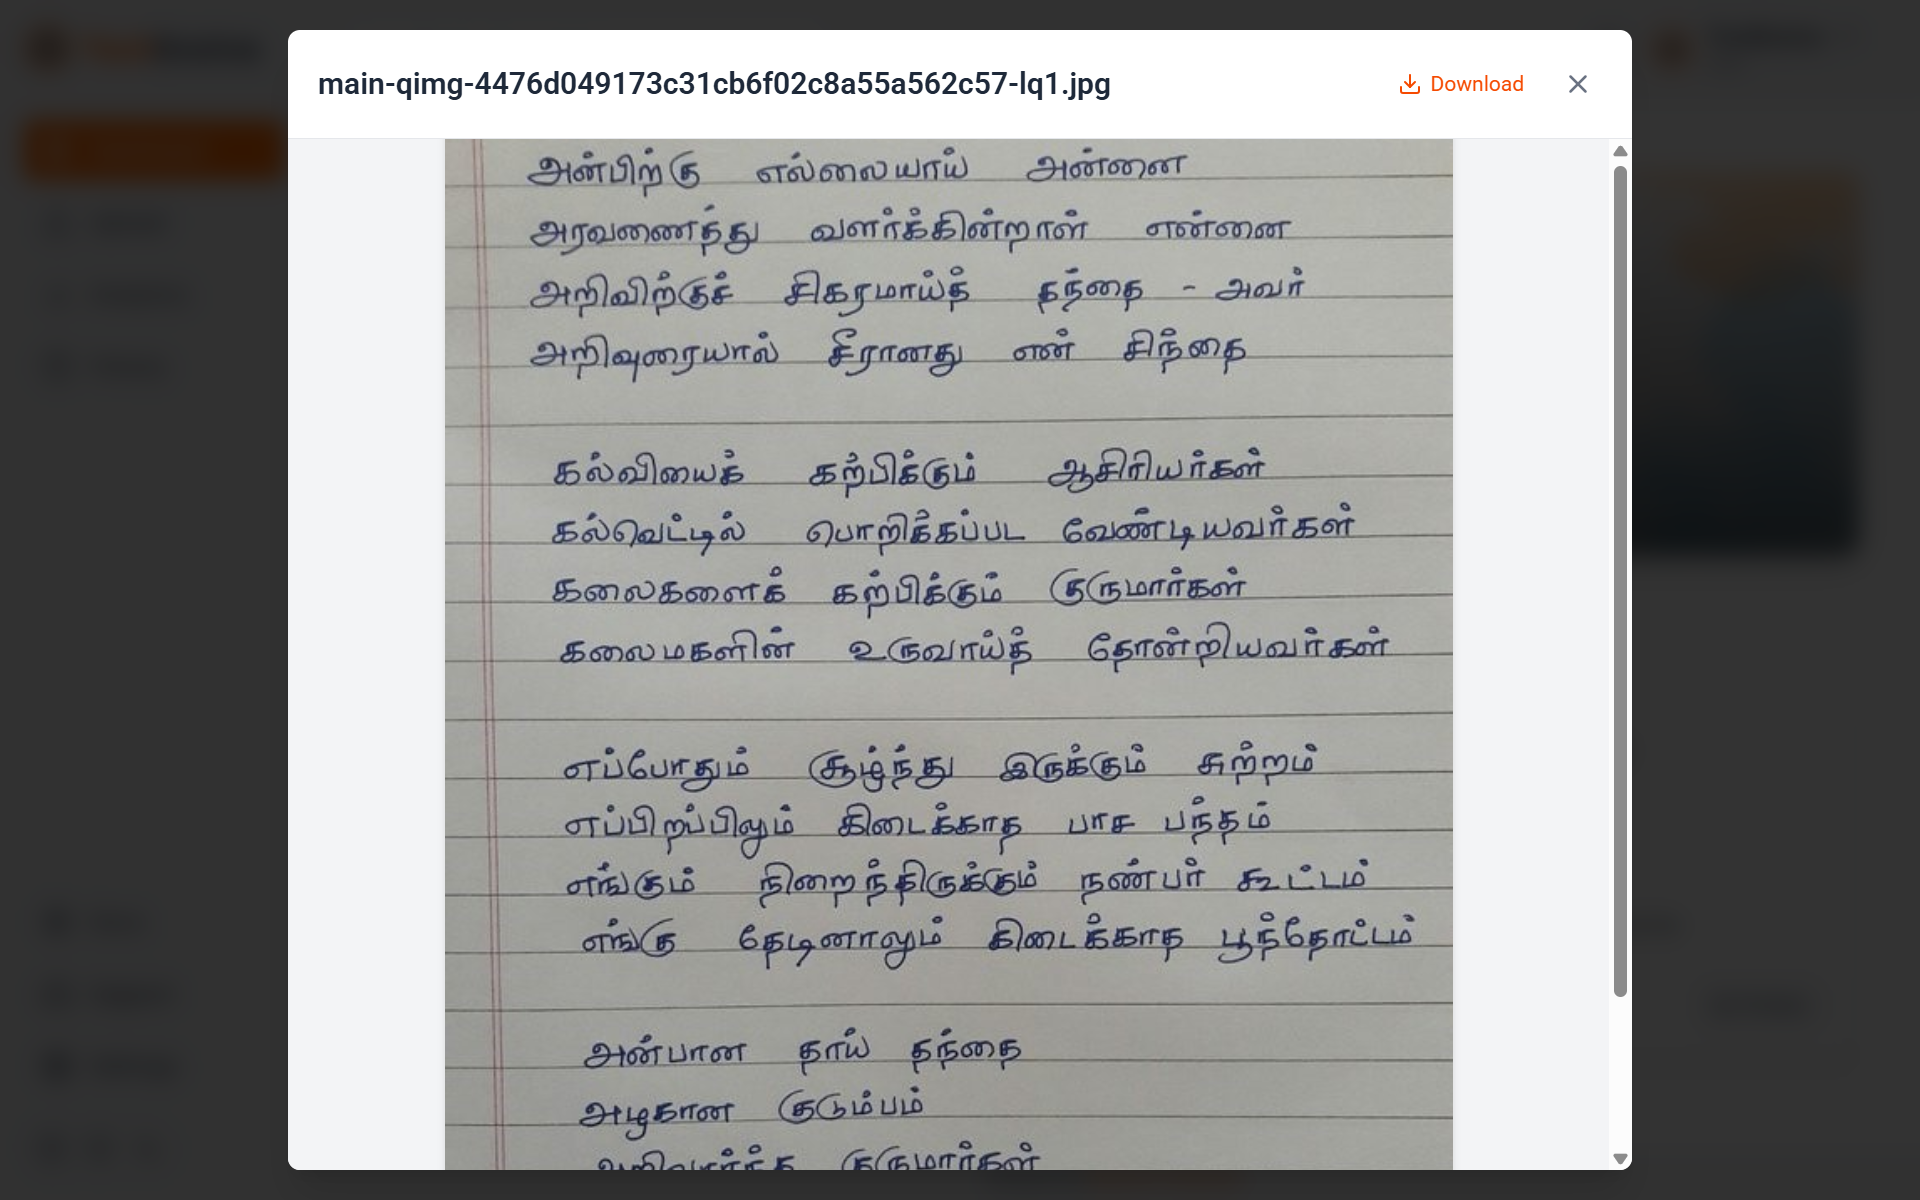 main-qimg-4476d049173c31cb6f02c8a55a562c57-lq1.jpg
Download
அன்பிற்கு எல்லையாய் அன்னை
அரவணைத்து வளர்க்கின்றாள் என்னை
அறிவிற்குச் சிகரமாய்த் தந்தை - அவர்
அறிவுரையால் சீரானது என் சிந்தை
கல்வியைக் கற்பிக்கும் ஆசிரியர்கள்
கல்வெட்டில் பொறிக்கப்பட வேண்டியவர்கள்
கலைகளைக் கற்பிக்கும் குருமார்கள்
கலைமகளின் உருவாய்த் தோன்றியவர்கள்
எப்போதும் சூழ்ந்து இருக்கும் சுற்றம்
எப்பிறப்பிலும் கிடைக்காத பாச பந்தம்
எங்கும் நிறைந்திருக்கும் நண்பர் கூட்டம்
எங்கு தேடினாலும் கிடைக்காத பூந்தோட்டம்
அன்பான தாய் தந்தை
அழகான குடும்பம்
குருமார்கள்